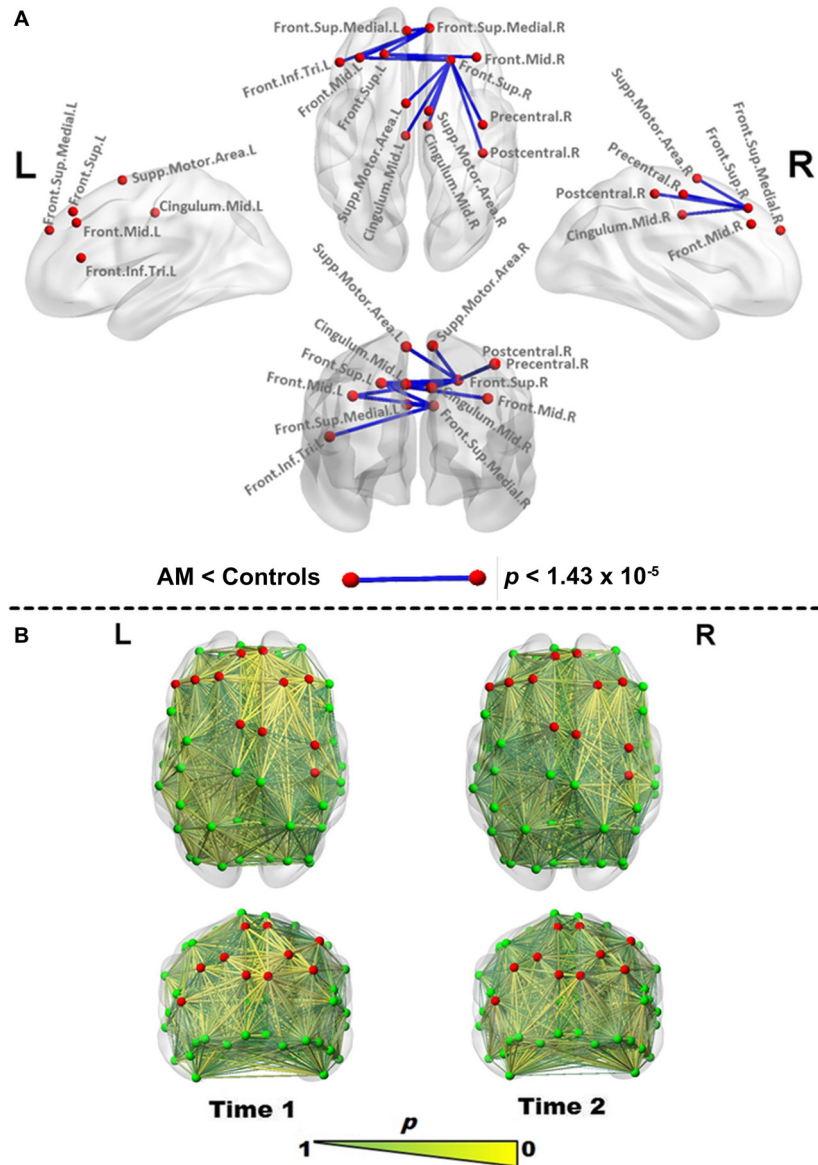 A
Front.Sup.Medial.L
Front.Sup.Medial.R
Front.Inf.Tri.L
Front.Mid.L
Front.Sup.L
Front.Mid.R
Front.Sup.R
Precentral.R
Postcentral.R
Supp.Motor.Area.L
Cingulum.Mid.L
Cingulum.Mid.R
Supp.Motor.Area.R
L
Front.Sup.Medial.L
Front.Sup.L
Supp.Motor.Area.L
Cingulum.Mid.L
Front.Mid.L
Front.Inf.Tri.L
R
Supp.Motor.Area.R
Front.Sup.R
Front.Sup.Medial.R
Precentral.R
Postcentral.R
Cingulum.Mid.R
Front.Mid.R
Supp.Motor.Area.L
Supp.Motor.Area.R
Cingulum.Mid.L
Front.Sup.L
Front.Mid.L
Front.Sup.Medial.L
Front.Inf.Tri.L
Postcentral.R
Precentral.R
Front.Sup.R
Front.Mid.R
Cingulum.Mid.R
Front.Sup.Medial.R
AM < Controls
p < 1.43 x 10-5
B
L
R
Time 1
Time 2
p
1
0